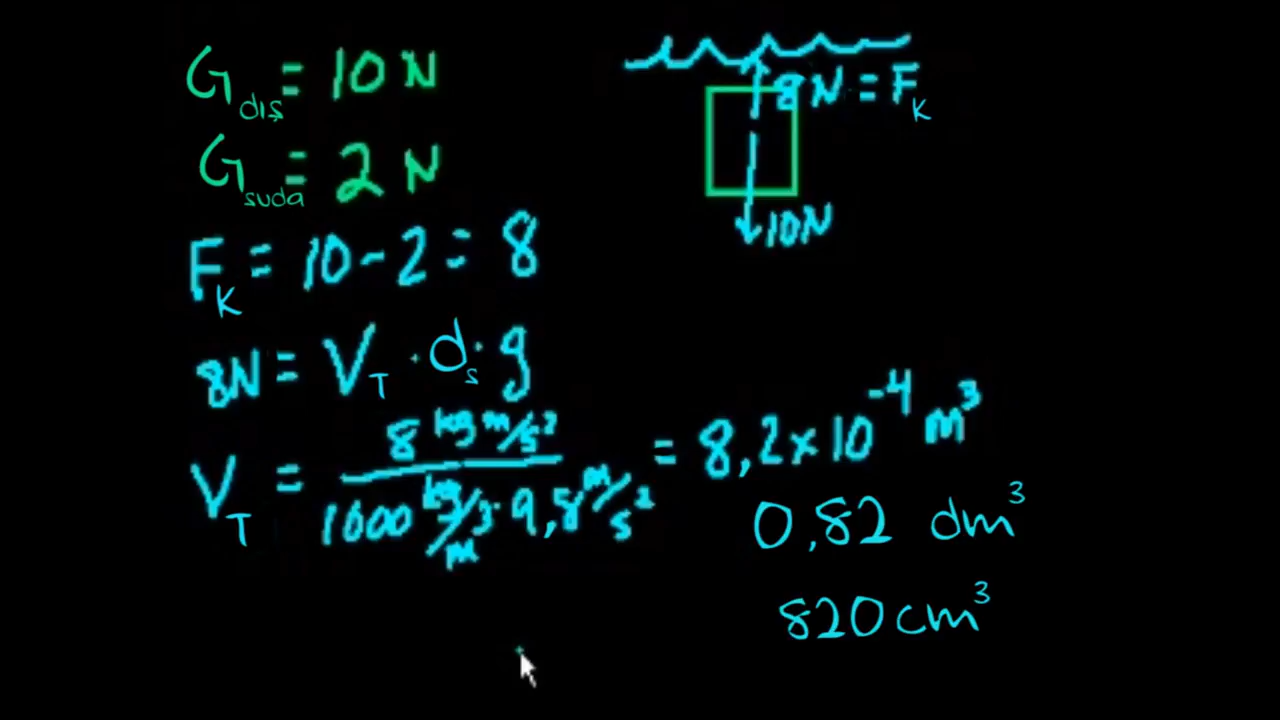 G_dış = 10 N
G_suda = 2 N
8 N = F_K
10N
F_K = 10 - 2 = 8
8N = V_T · d_s · g
V_T = 8 kg m/s² / 1000 kg/m³ · 9,8 m/s² = 8,2 x 10⁻⁴ m³
0,82 dm³
820 cm³